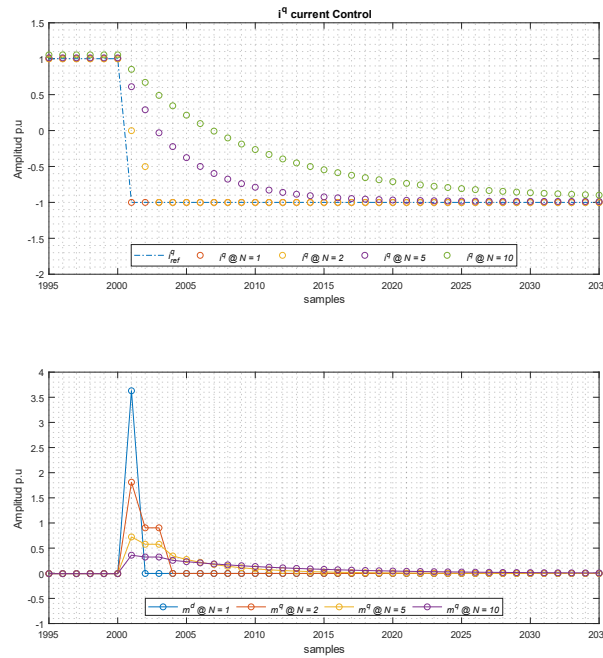 i^q current Control
Amplitud p.u
1.5
1
0.5
0
-0.5
-1
-1.5
-2
i^q_ref i^q @ N = 1 i^q @ N = 2 i^q @ N = 5 i^q @ N = 10
1995 2000 2005 2010 2015 2020 2025 2030 203
samples
Amplitud p.u
4
3.5
3
2.5
2
1.5
1
0.5
0
-0.5
-1
m^d @ N = 1 m^q @ N = 2 m^q @ N = 5 m^q @ N = 10
1995 2000 2005 2010 2015 2020 2025 2030 203
samples